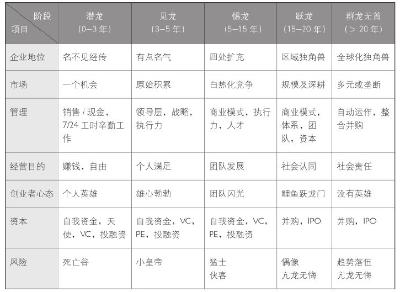 阶段
项目
潜龙
(0—3年)
见龙
(3—5年)
惕龙
(5—15年)
跃龙
(15—20年)
群龙无首
(> 20年)
企业地位
名不见经传
有点名气
四处扩充
区域独角兽
全球化独角兽
市场
一个机会
原始积累
白热化竞争
规模及深耕
多元或垄断
管理
销售/现金,
7/24工时辛勤工
作
领导层,战略,
执行力
商业模式,执行
力,人才
商业模式,
体系,团
队,资本
自动运作,整
合并购
经营目的
赚钱,自由
个人满足
团队发展
社会认同
社会责任
创业者心态
个人英雄
雄心勃勃
团队闪光
鲤鱼跃龙门
没有英雄
资本
自我资金,天
使,VC,投融资
自我资金,VC,
PE,投融资
自我资金,VC,
PE,投融资
并购,IPO
并购,IPO
风险
死亡谷
小皇帝
猛士
侠客
偶像
亢龙无悔
趋势落伍
亢龙无悔